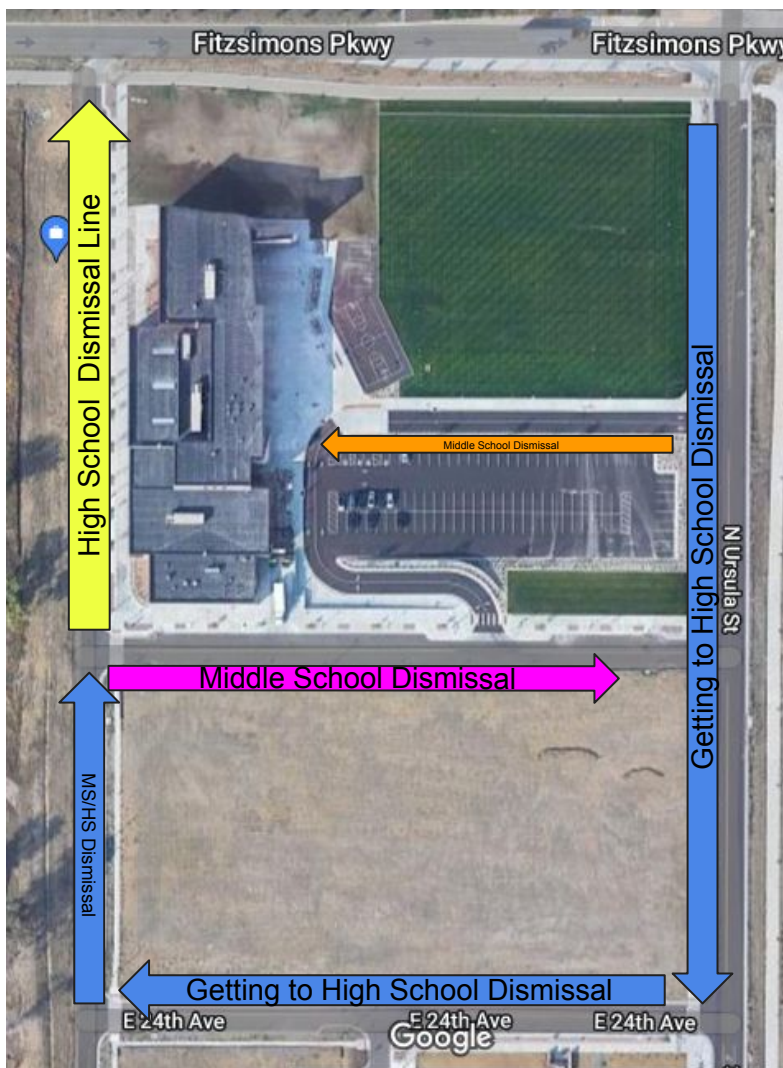 Fitzsimons Pkwy
Fitzsimons Pkwy
High School Dismissal Line
Middle School Dismissal
Getting to High School Dismissal
N Ursula St
Middle School Dismissal
MS/HS Dismissal
Getting to High School Dismissal
E 24th Ave
E 24th Ave
E 24th Ave
Google